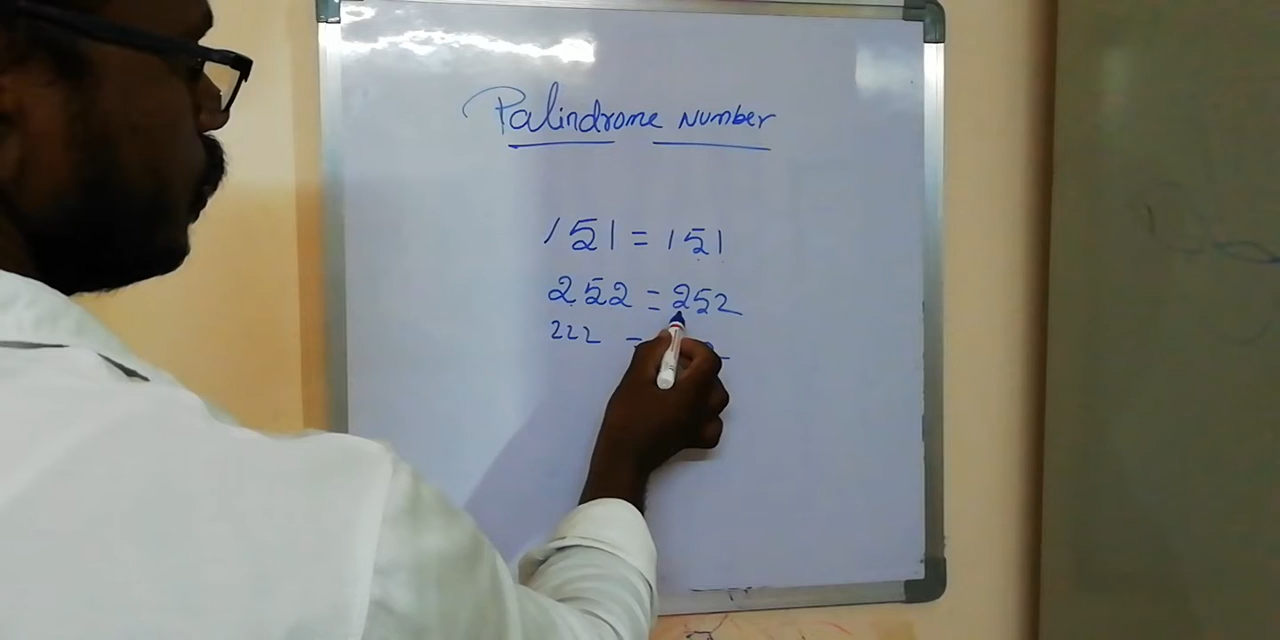 Palindrome Number
151 = 151
252 = 252
222 =